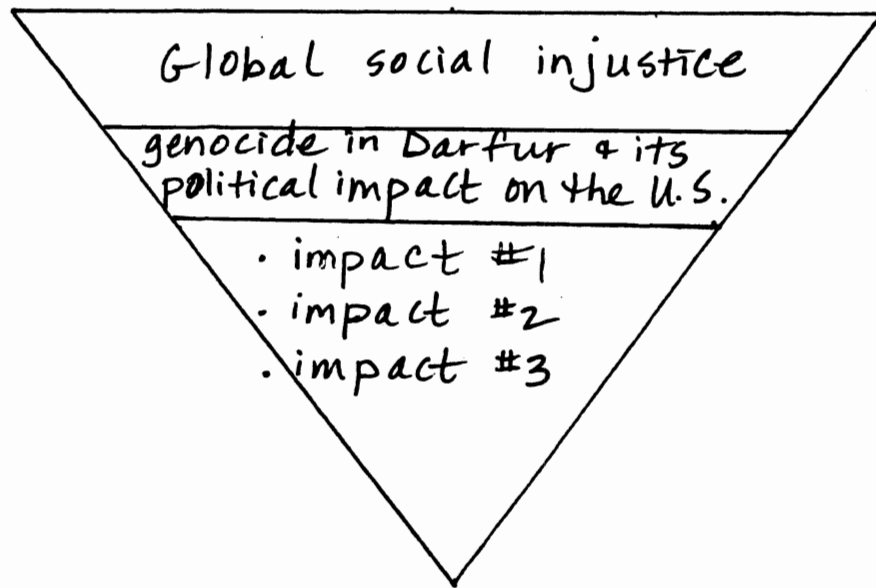 Global social injustice
genocide in Darfur & its
political impact on the U.S.
. impact #1
. impact #2
. impact #3